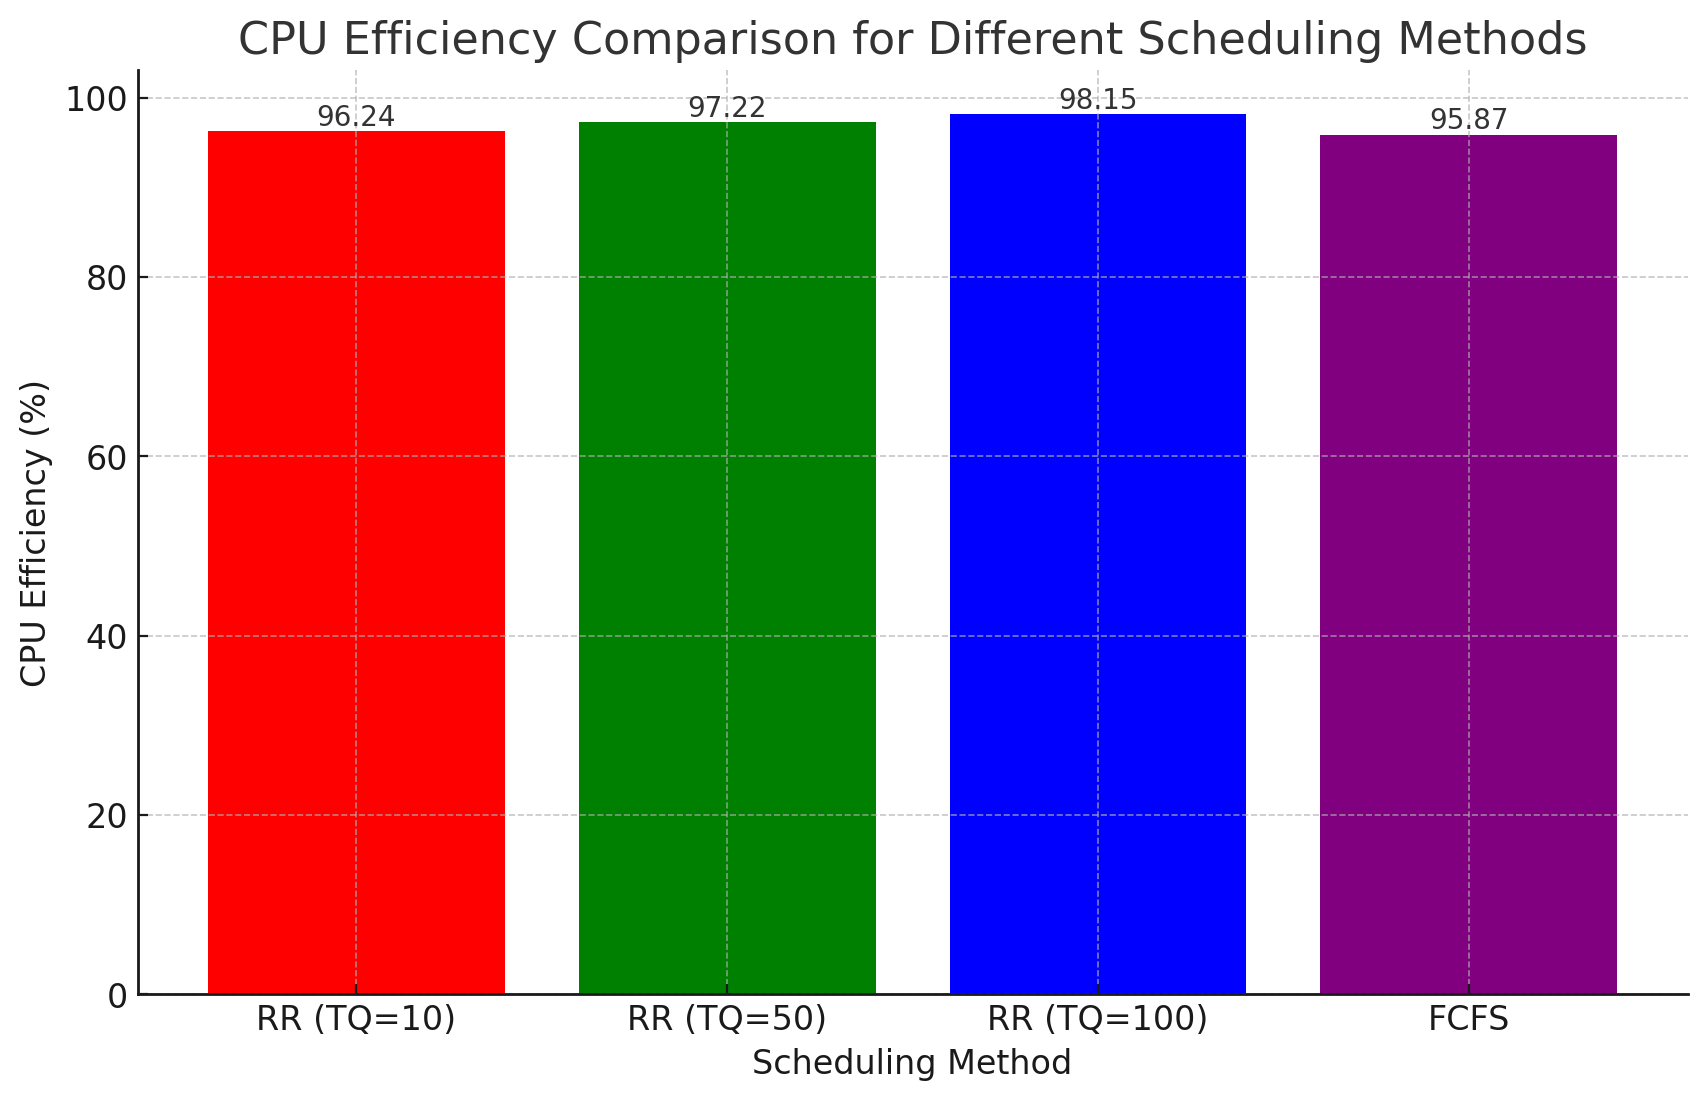 CPU Efficiency Comparison for Different Scheduling Methods
100
96.24
97.22
98.15
95.87
80
60
40
20
0
CPU Efficiency (%)
RR (TQ=10)
RR (TQ=50)
RR (TQ=100)
FCFS
Scheduling Method